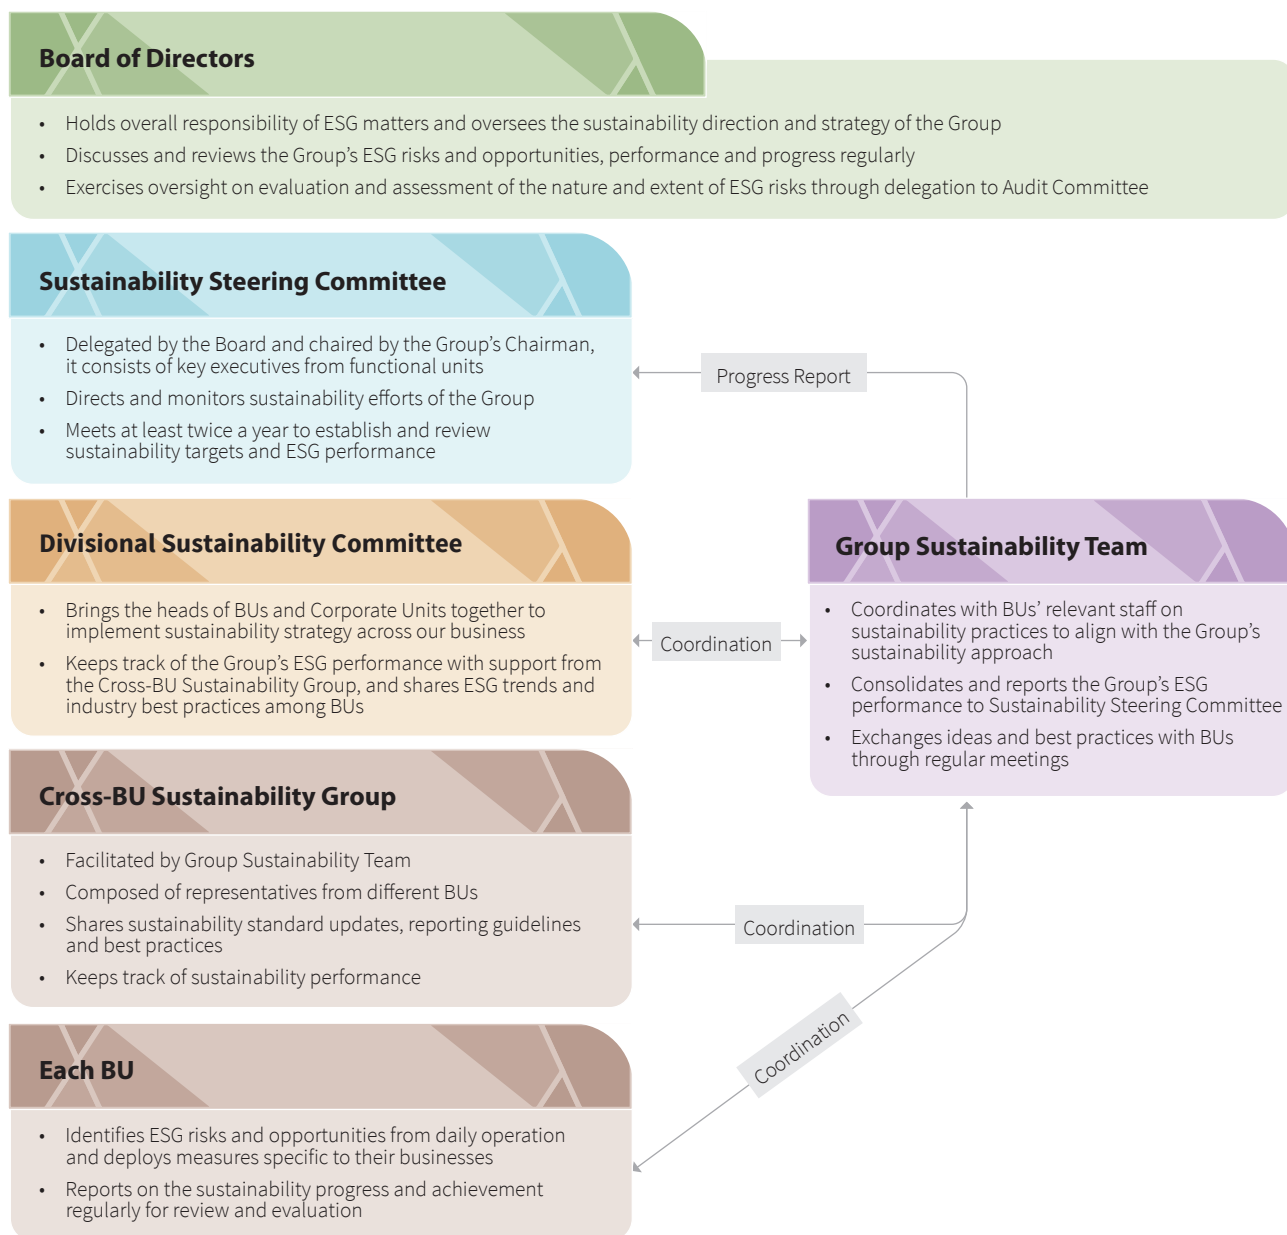 Board of Directors
• Holds overall responsibility of ESG matters and oversees the sustainability direction and strategy of the Group
• Discusses and reviews the Group’s ESG risks and opportunities, performance and progress regularly
• Exercises oversight on evaluation and assessment of the nature and extent of ESG risks through delegation to Audit Committee
Sustainability Steering Committee
• Delegated by the Board and chaired by the Group’s Chairman,
it consists of key executives from functional units
• Directs and monitors sustainability efforts of the Group
• Meets at least twice a year to establish and review
sustainability targets and ESG performance
Progress Report
Divisional Sustainability Committee
• Brings the heads of BUs and Corporate Units together to
implement sustainability strategy across our business
• Keeps track of the Group’s ESG performance with support from
the Cross-BU Sustainability Group, and shares ESG trends and
industry best practices among BUs
Coordination
Group Sustainability Team
• Coordinates with BUs’ relevant staff on
sustainability practices to align with the Group’s
sustainability approach
• Consolidates and reports the Group’s ESG
performance to Sustainability Steering Committee
• Exchanges ideas and best practices with BUs
through regular meetings
Cross-BU Sustainability Group
• Facilitated by Group Sustainability Team
• Composed of representatives from different BUs
• Shares sustainability standard updates, reporting guidelines
and best practices
• Keeps track of sustainability performance
Coordination
Coordination
Each BU
• Identifies ESG risks and opportunities from daily operation
and deploys measures specific to their businesses
• Reports on the sustainability progress and achievement
regularly for review and evaluation